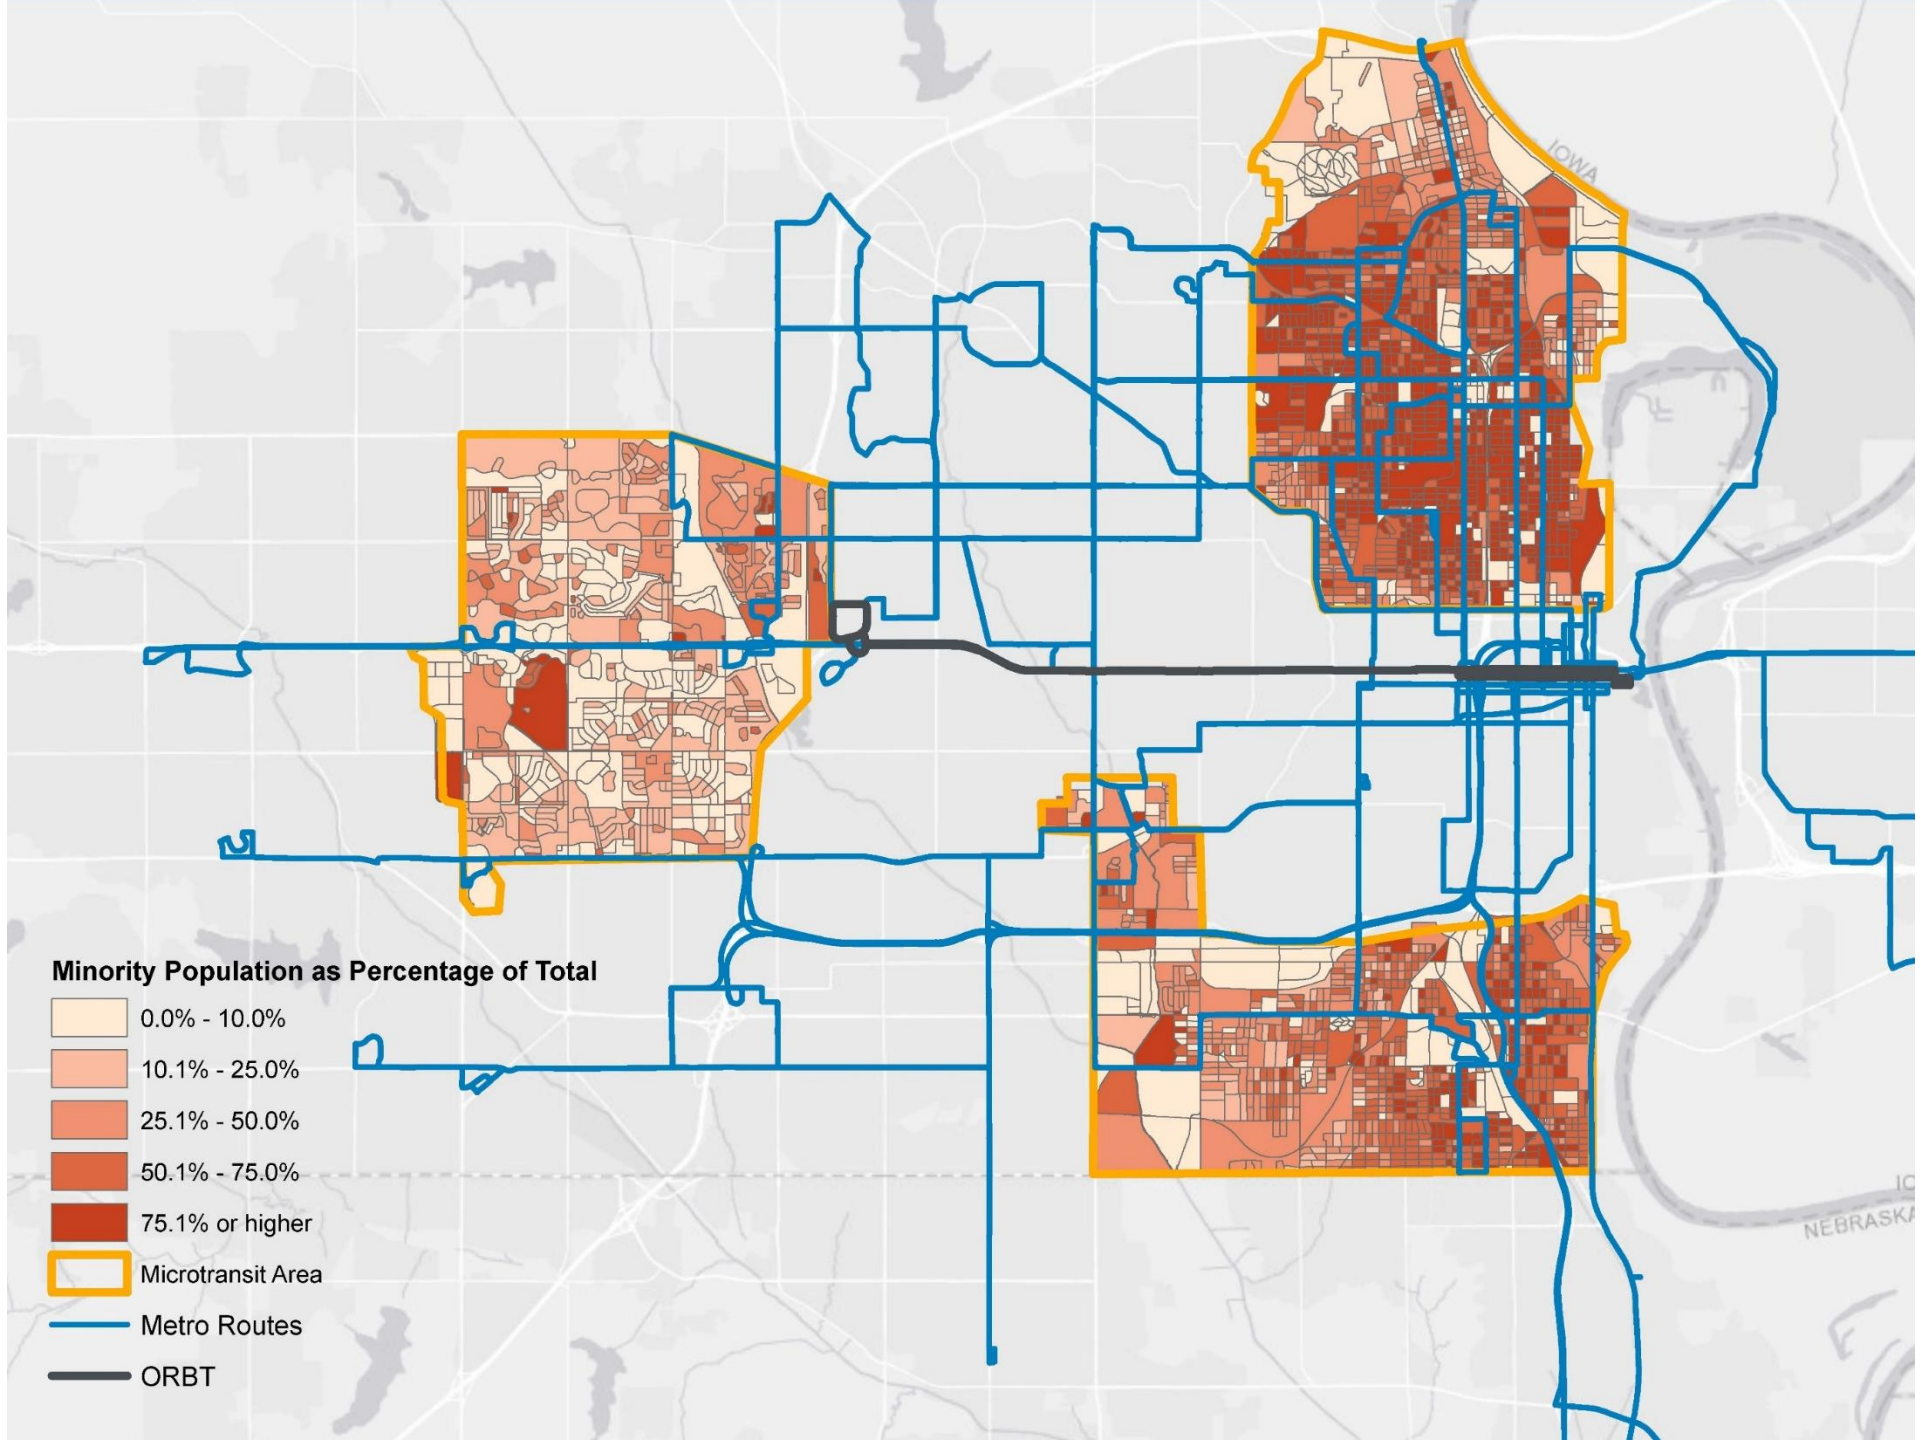 IOWA
Minority Population as Percentage of Total
0.0% - 10.0%
10.1% - 25.0%
25.1% - 50.0%
50.1% - 75.0%
75.1% or higher
Microtransit Area
Metro Routes
ORBT
IO
NEBRASKA